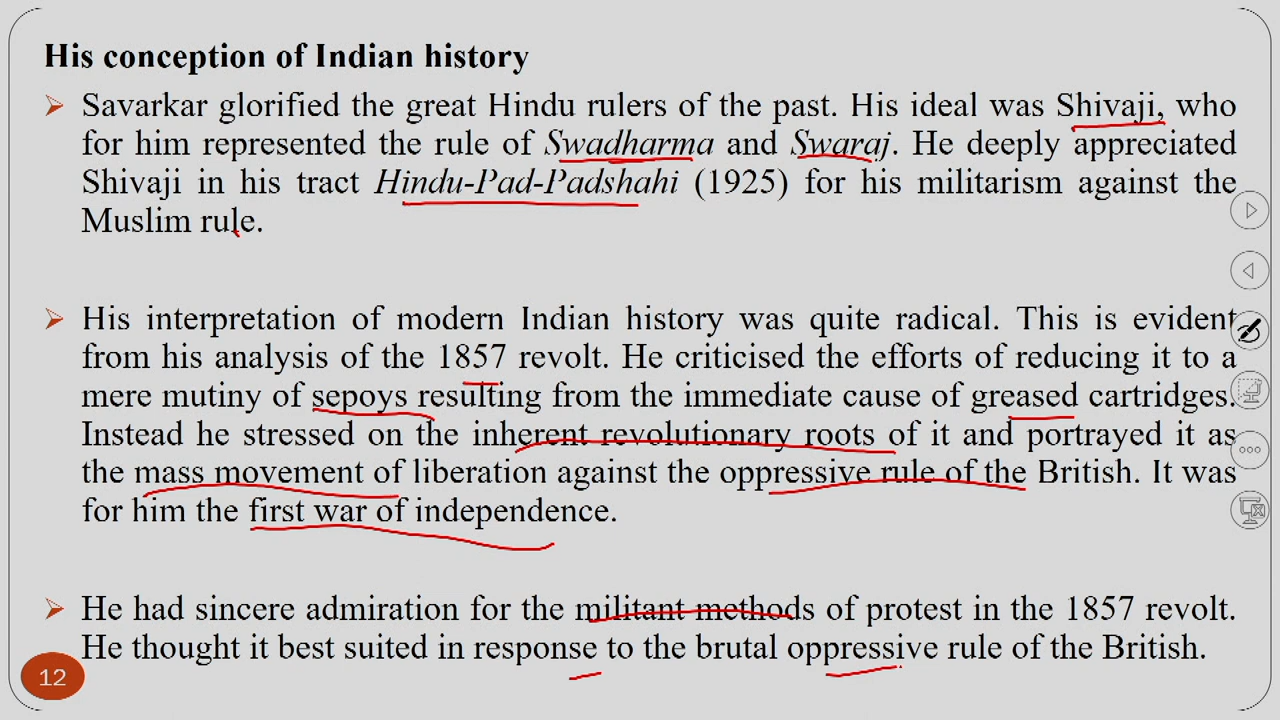 His conception of Indian history
Savarkar glorified the great Hindu rulers of the past. His ideal was Shivaji, who
for him represented the rule of Swadharma and Swaraj. He deeply appreciated
Shivaji in his tract Hindu-Pad-Padshahi (1925) for his militarism against the
Muslim rule.
His interpretation of modern Indian history was quite radical. This is evident
from his analysis of the 1857 revolt. He criticised the efforts of reducing it to a
mere mutiny of sepoys resulting from the immediate cause of greased cartridges.
Instead he stressed on the inherent revolutionary roots of it and portrayed it as
the mass movement of liberation against the oppressive rule of the British. It was
for him the first war of independence.
He had sincere admiration for the militant methods of protest in the 1857 revolt.
He thought it best suited in response to the brutal oppressive rule of the British.
12